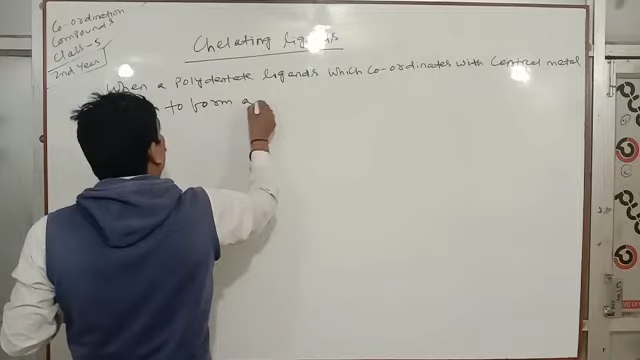 Co-ordination
Compounds
Class-5
2nd Year
Chelating
When a polydentate ligands which Co-ordinates with Central metal
to form a